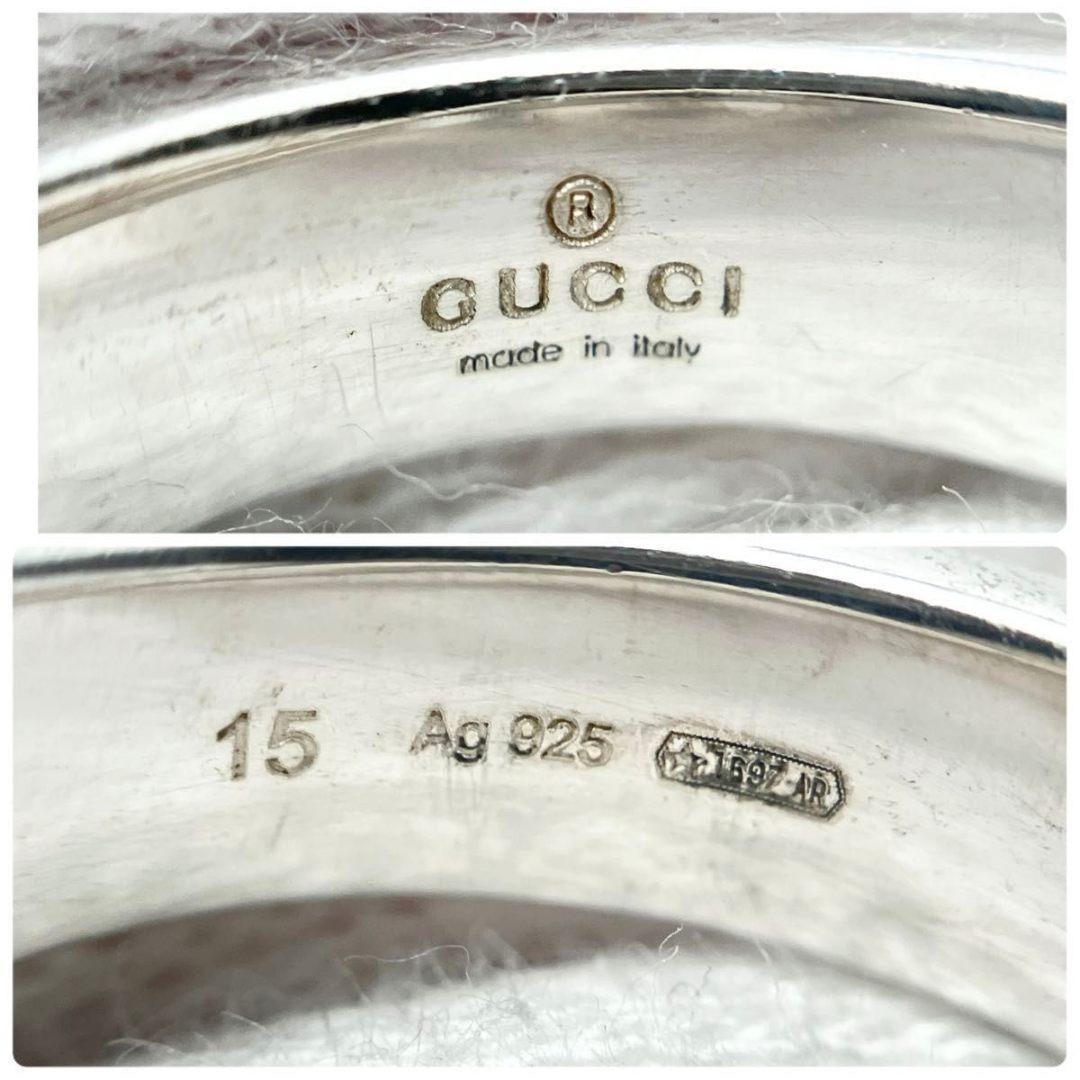 ®
GUCCI
made in italy
15 Ag 925 ★1697 AR